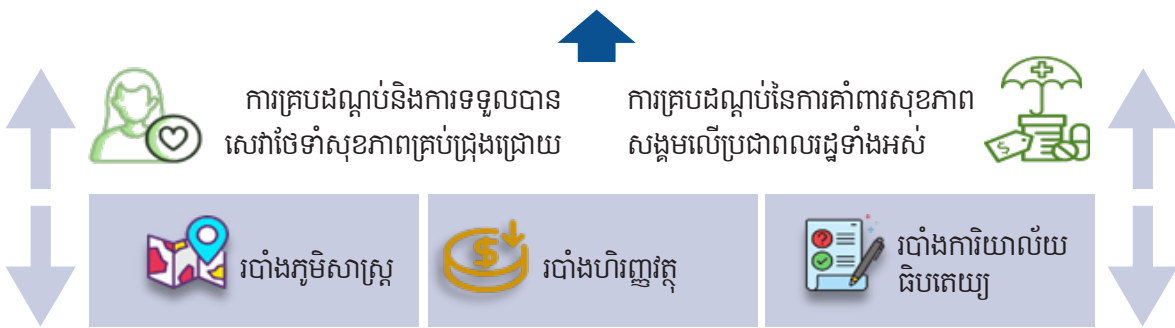 ការគ្របដណ្តប់និងការទទួលបាន
សេវាថែទាំសុខភាពគ្រប់ជ្រុងជ្រោយ
ការគ្របដណ្តប់នៃការគាំពារសុខភាព
សង្គមលើប្រជាពលរដ្ឋទាំងអស់
របាំងភូមិសាស្ត្រ
របាំងហិរញ្ញវត្ថុ
របាំងការិយាល័យ
ធិបតេយ្យ